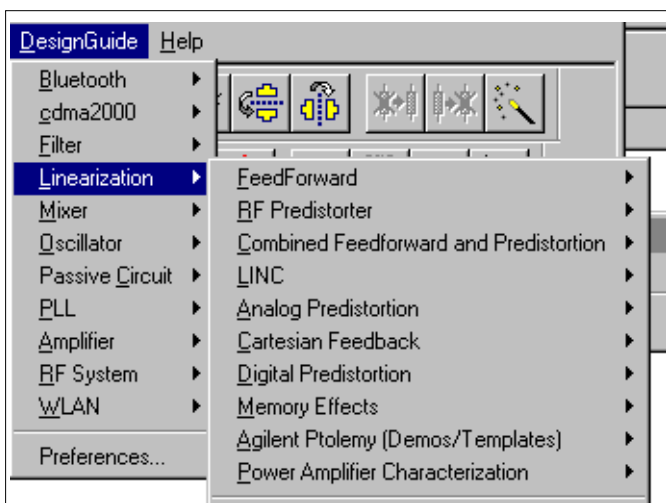 DesignGuide Help
Bluetooth
cdma2000
Filter
Linearization
Mixer
Oscillator
Passive Circuit
PLL
Amplifier
RF System
WLAN
Preferences...
FeedForward
RF Predistorter
Combined Feedforward and Predistortion
LINC
Analog Predistortion
Cartesian Feedback
Digital Predistortion
Memory Effects
Agilent Ptolemy (Demos/Templates)
Power Amplifier Characterization